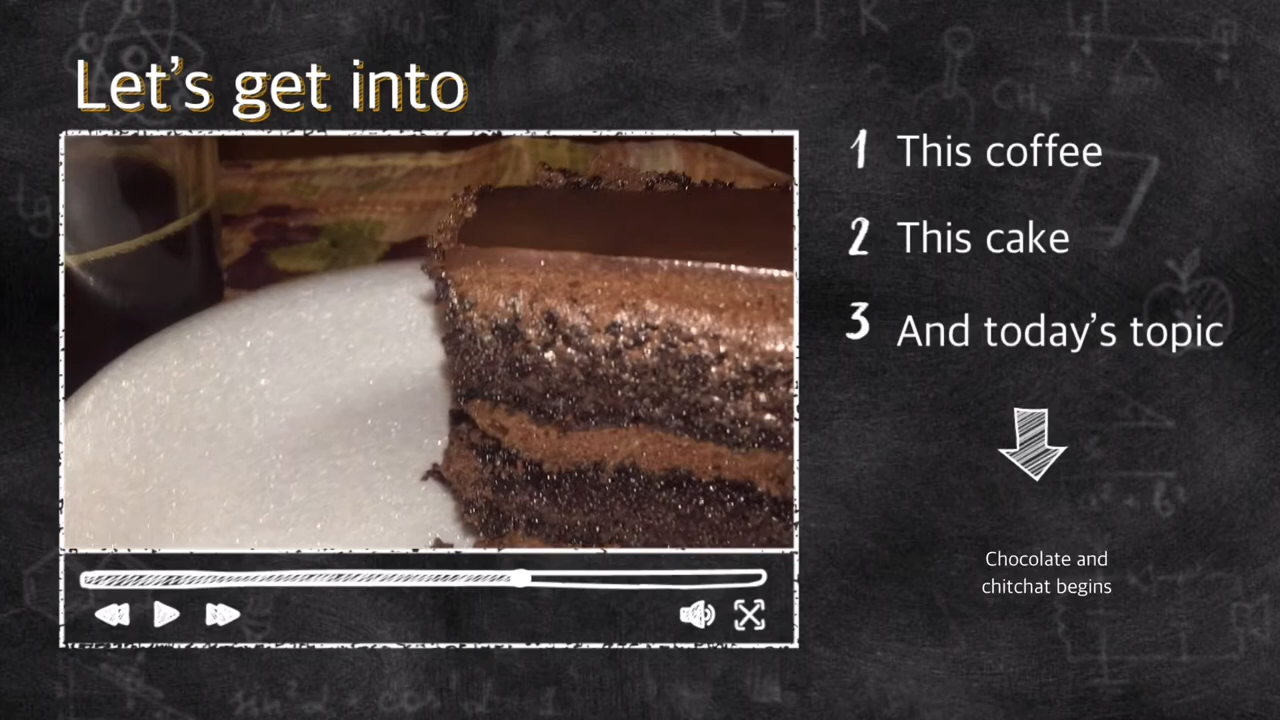 Let's get into
1 This coffee
2 This cake
3 And today's topic
Chocolate and
chitchat begins